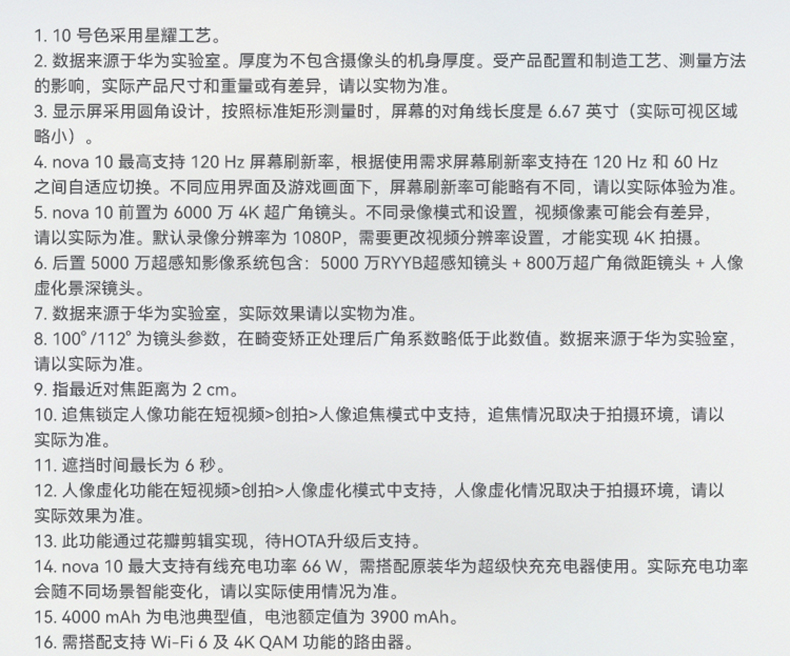 1. 10 号色采用星耀工艺。
2. 数据来源于华为实验室。厚度为不包含摄像头的机身厚度。受产品配置和制造工艺、测量方法
的影响，实际产品尺寸和重量或有差异，请以实物为准。
3. 显示屏采用圆角设计，按照标准矩形测量时，屏幕的对角线长度是 6.67 英寸（实际可视区域
略小）。
4. nova 10 最高支持 120 Hz 屏幕刷新率，根据使用需求屏幕刷新率支持在 120 Hz 和 60 Hz
之间自适应切换。不同应用界面及游戏画面下，屏幕刷新率可能略有不同，请以实际体验为准。
5. nova 10 前置为 6000 万 4K 超广角镜头。不同录像模式和设置，视频像素可能会有差异，
请以实际为准。默认录像分辨率为 1080P，需要更改视频分辨率设置，才能实现 4K 拍摄。
6. 后置 5000 万超感知影像系统包含：5000 万RYYB超感知镜头 + 800万超广角微距镜头 + 人像
虚化景深镜头。
7. 数据来源于华为实验室，实际效果请以实物为准。
8. 100° /112° 为镜头参数，在畸变矫正处理后广角系数略低于此数值。数据来源于华为实验室，
请以实际为准。
9. 指最近对焦距离为 2 cm。
10. 追焦锁定人像功能在短视频>创拍>人像追焦模式中支持，追焦情况取决于拍摄环境，请以
实际为准。
11. 遮挡时间最长为 6 秒。
12. 人像虚化功能在短视频>创拍>人像虚化模式中支持，人像虚化情况取决于拍摄环境，请以
实际效果为准。
13. 此功能通过花瓣剪辑实现，待HOTA升级后支持。
14. nova 10 最大支持有线充电功率 66 W，需搭配原装华为超级快充充电器使用。实际充电功率
会随不同场景智能变化，请以实际使用情况为准。
15. 4000 mAh 为电池典型值，电池额定值为 3900 mAh。
16. 需搭配支持 Wi-Fi 6 及 4K QAM 功能的路由器。